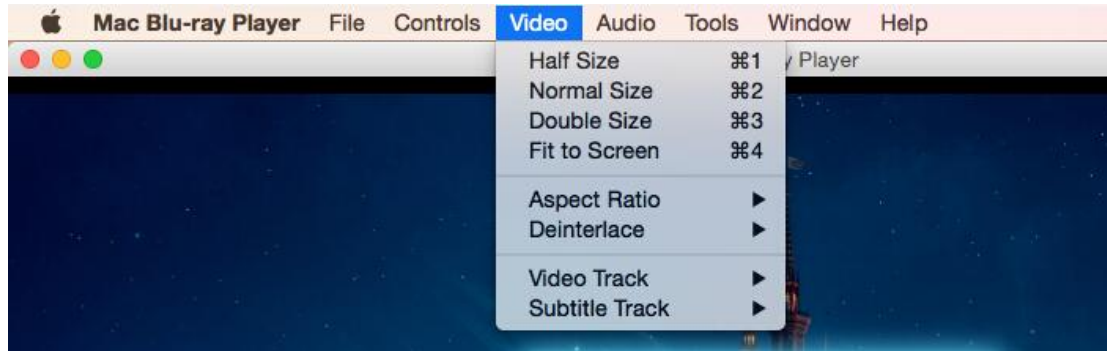 Mac Blu-ray Player File Controls Video Audio Tools Window Help
Player
Half Size ⌘1
Normal Size ⌘2
Double Size ⌘3
Fit to Screen ⌘4
Aspect Ratio ▶
Deinterlace ▶
Video Track ▶
Subtitle Track ▶